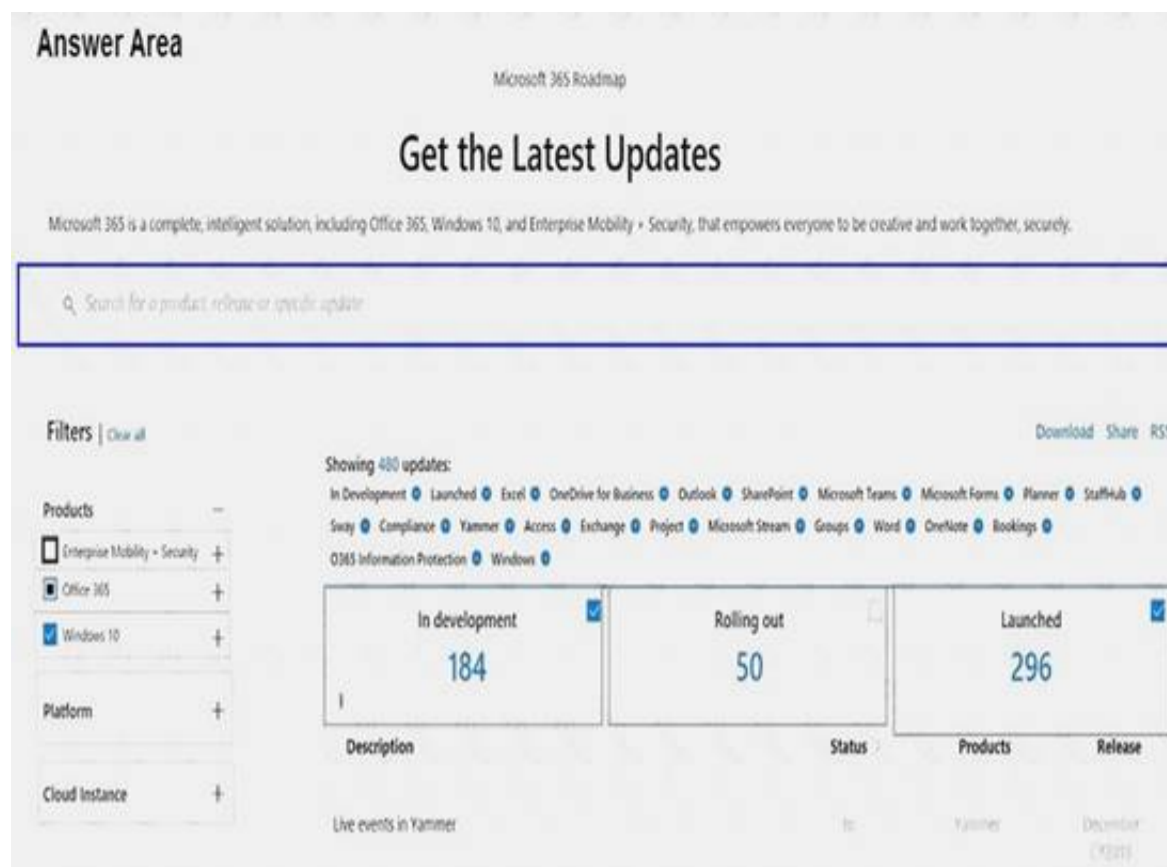 Answer Area
Microsoft 365 Roadmap
Get the Latest Updates
Microsoft 365 is a complete, intelligent solution, including Office 365, Windows 10, and Enterprise Mobility + Security, that empowers everyone to be creative and work together, securely.
Search for a product, release or specific update
Filters | Clear all
Download Share RSS
Showing 480 updates:
In Development Launched Excel OneDrive for Business Outlook SharePoint Microsoft Teams Microsoft Forms Planner StaffHub
Sway Compliance Yammer Access Exchange Project Microsoft Stream Groups Word OneNote Bookings
O365 Information Protection Windows
Products −
Enterprise Mobility + Security +
Office 365 +
Windows 10 +
Platform +
Cloud Instance +
In development
184
Rolling out
50
Launched
296
Description Status Products Release
Live events in Yammer Yammer December